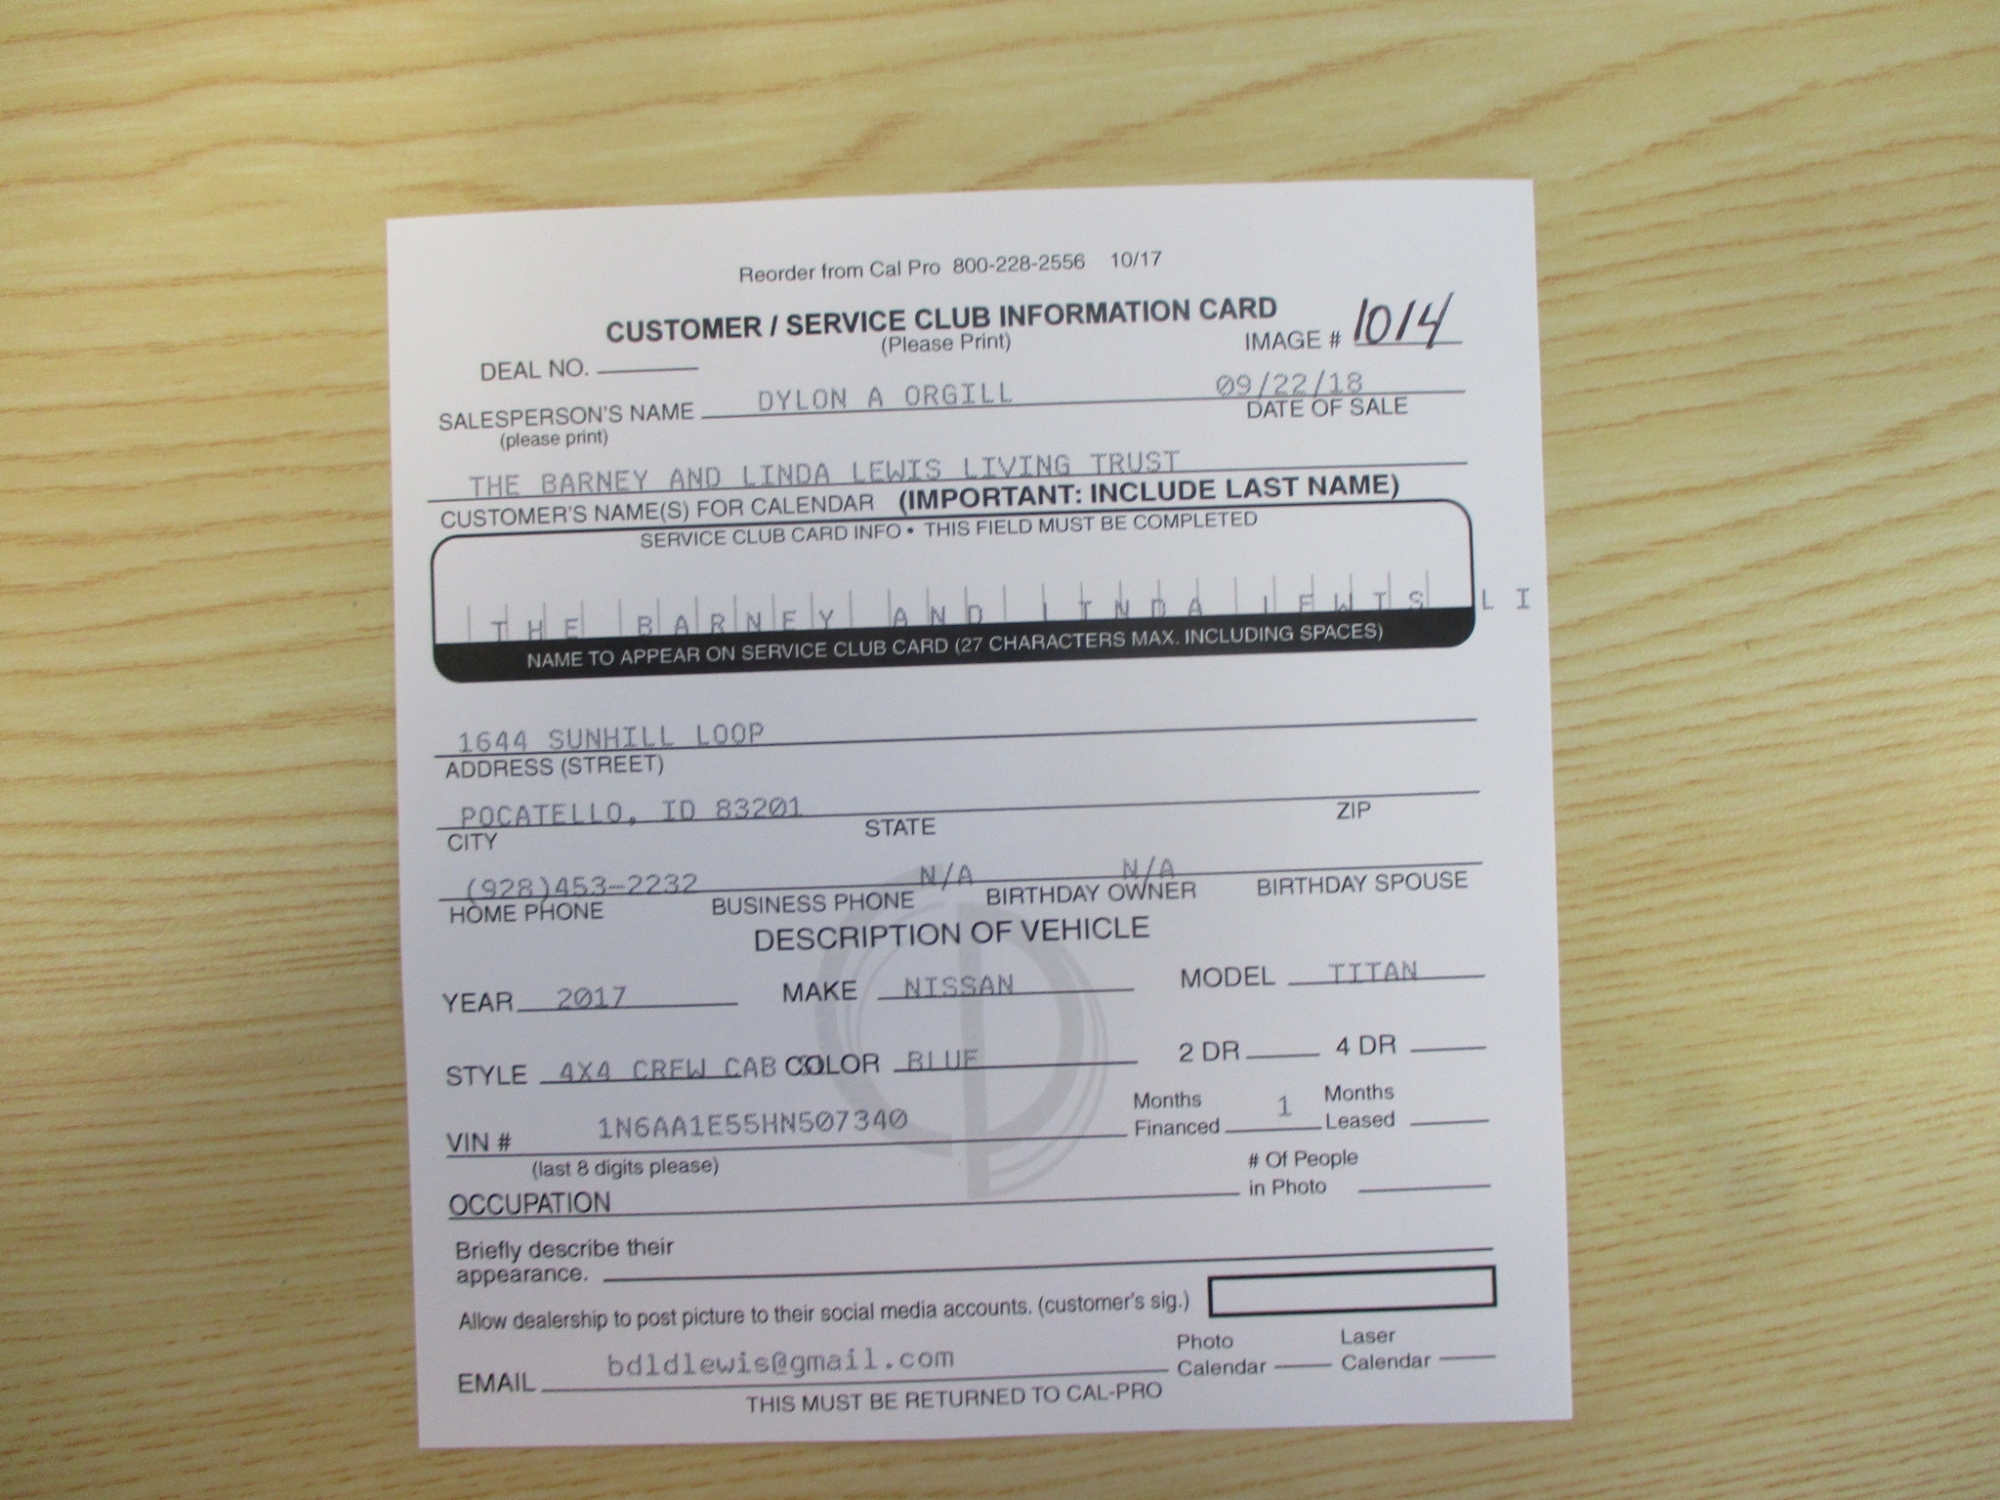 Reorder from Cal Pro 800-228-2556 10/17
CUSTOMER / SERVICE CLUB INFORMATION CARD
(Please Print)
IMAGE # 1014
DEAL NO.
SALESPERSON'S NAME DYLON A ORGILL 09/22/18
(please print) DATE OF SALE
THE BARNEY AND LINDA LEWIS LIVING TRUST
CUSTOMER'S NAME(S) FOR CALENDAR (IMPORTANT: INCLUDE LAST NAME)
SERVICE CLUB CARD INFO • THIS FIELD MUST BE COMPLETED
THE BARNEY AND LINDA LEWIS LI
NAME TO APPEAR ON SERVICE CLUB CARD (27 CHARACTERS MAX. INCLUDING SPACES)
1644 SUNHILL LOOP
ADDRESS (STREET)
POCATELLO, ID 83201
CITY STATE ZIP
(928)453-2232 N/A N/A
HOME PHONE BUSINESS PHONE BIRTHDAY OWNER BIRTHDAY SPOUSE
DESCRIPTION OF VEHICLE
YEAR 2017 MAKE NISSAN MODEL TITAN
STYLE 4X4 CREW CAB COLOR BLUE 2 DR 4 DR
VIN # 1N6AA1E55HN507340 Months Financed 1 Months Leased
(last 8 digits please)
OCCUPATION # Of People in Photo
Briefly describe their
appearance.
Allow dealership to post picture to their social media accounts. (customer's sig.)
EMAIL bdldlewis@gmail.com Photo Calendar Laser Calendar
THIS MUST BE RETURNED TO CAL-PRO